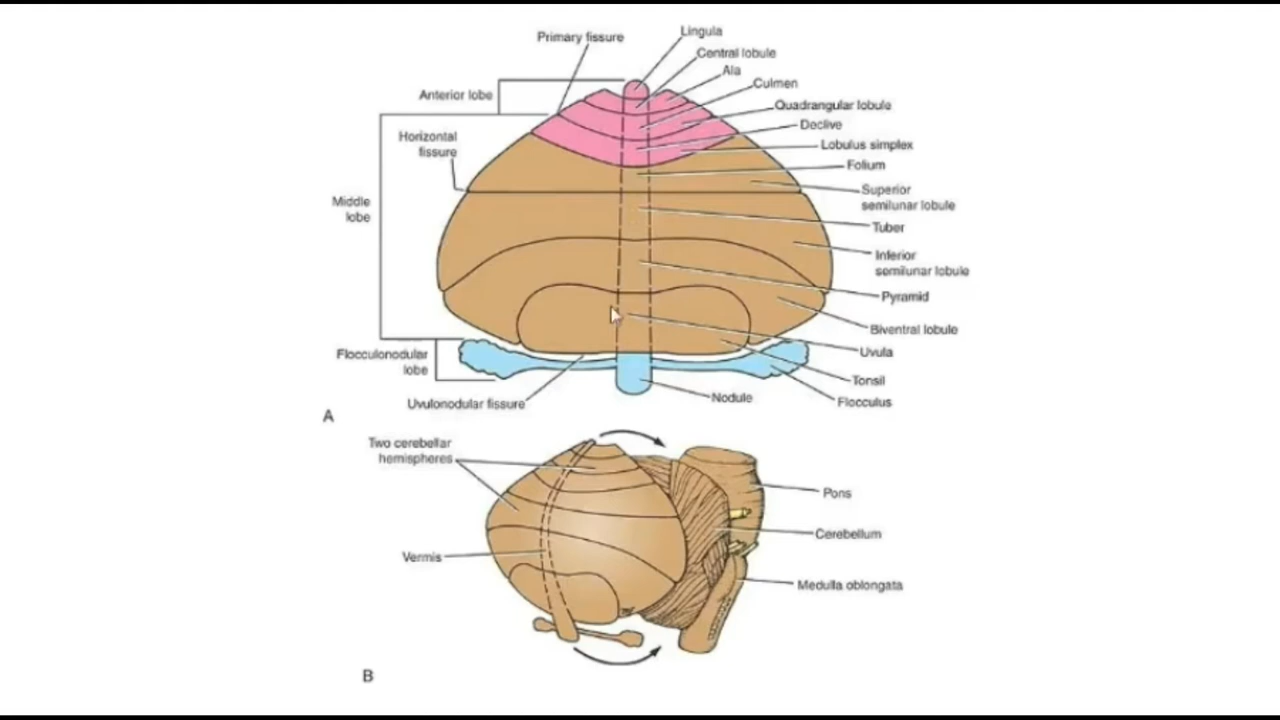 Primary fissure
Lingula
Central lobule
Ala
Culmen
Anterior lobe
Quadrangular lobule
Declive
Horizontal
fissure
Lobulus simplex
Folium
Superior
semilunar lobule
Middle
lobe
Tuber
Inferior
semilunar lobule
Pyramid
Biventral lobule
Flocculonodular
lobe
Uvula
Tonsil
Nodule
Uvulonodular fissure
Flocculus
A
Two cerebellar
hemispheres
Pons
Cerebellum
Vermis
Medulla oblongata
B